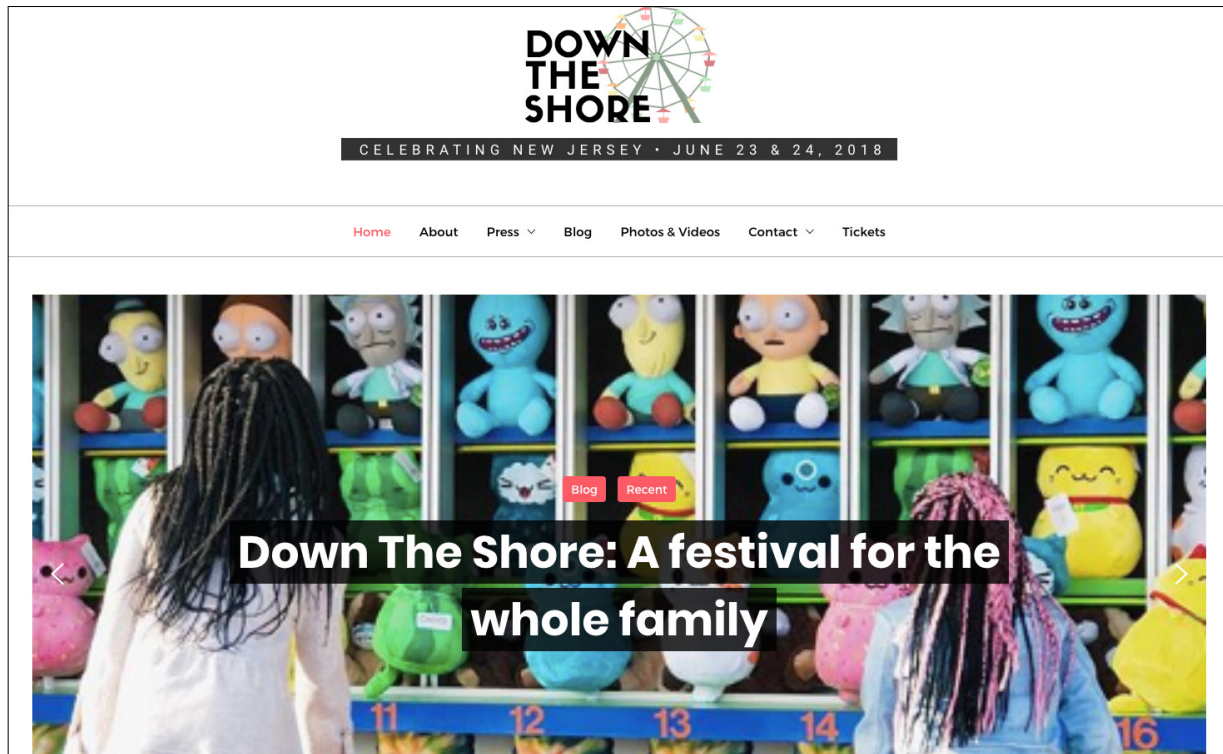 DOWN
THE
SHORE
CELEBRATING NEW JERSEY • JUNE 23 & 24, 2018
Home About Press Blog Photos & Videos Contact Tickets
Blog Recent
Down The Shore: A festival for the
whole family
11 12 13 14 16